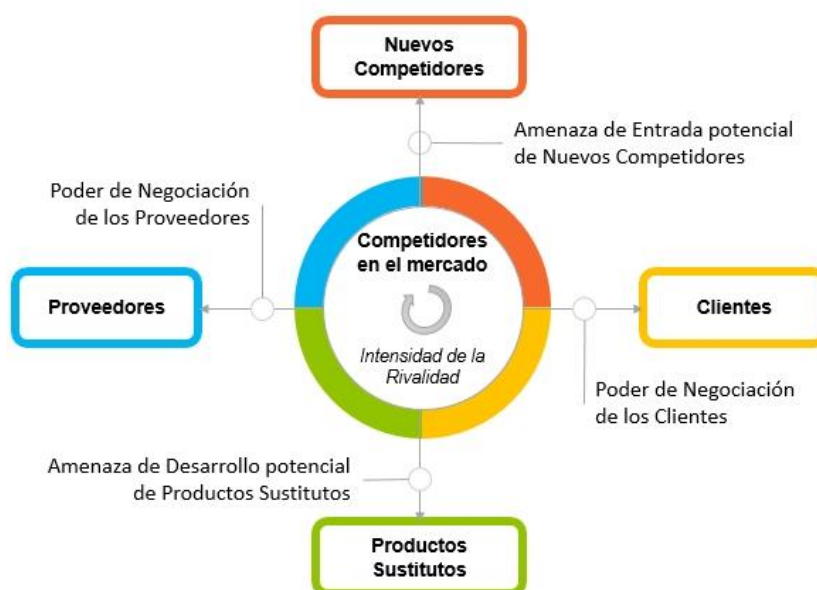 Nuevos
Competidores
Amenaza de Entrada potencial
de Nuevos Competidores
Poder de Negociación
de los Proveedores
Competidores
en el mercado
Proveedores
Clientes
Intensidad de la
Rivalidad
Poder de Negociación
de los Clientes
Amenaza de Desarrollo potencial
de Productos Sustitutos
Productos
Sustitutos